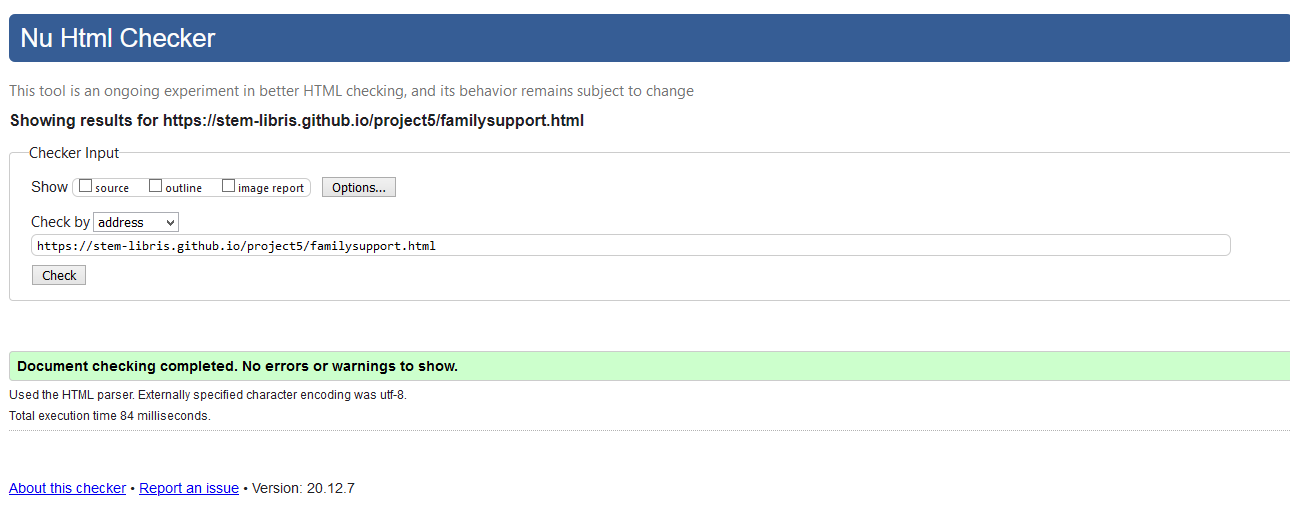 Nu Html Checker
This tool is an ongoing experiment in better HTML checking, and its behavior remains subject to change
Showing results for https://stem-libris.github.io/project5/familysupport.html
Checker Input
Show source outline image report Options...
Check by address
https://stem-libris.github.io/project5/familysupport.html
Check
Document checking completed. No errors or warnings to show.
Used the HTML parser. Externally specified character encoding was utf-8.
Total execution time 84 milliseconds.
About this checker • Report an issue • Version: 20.12.7